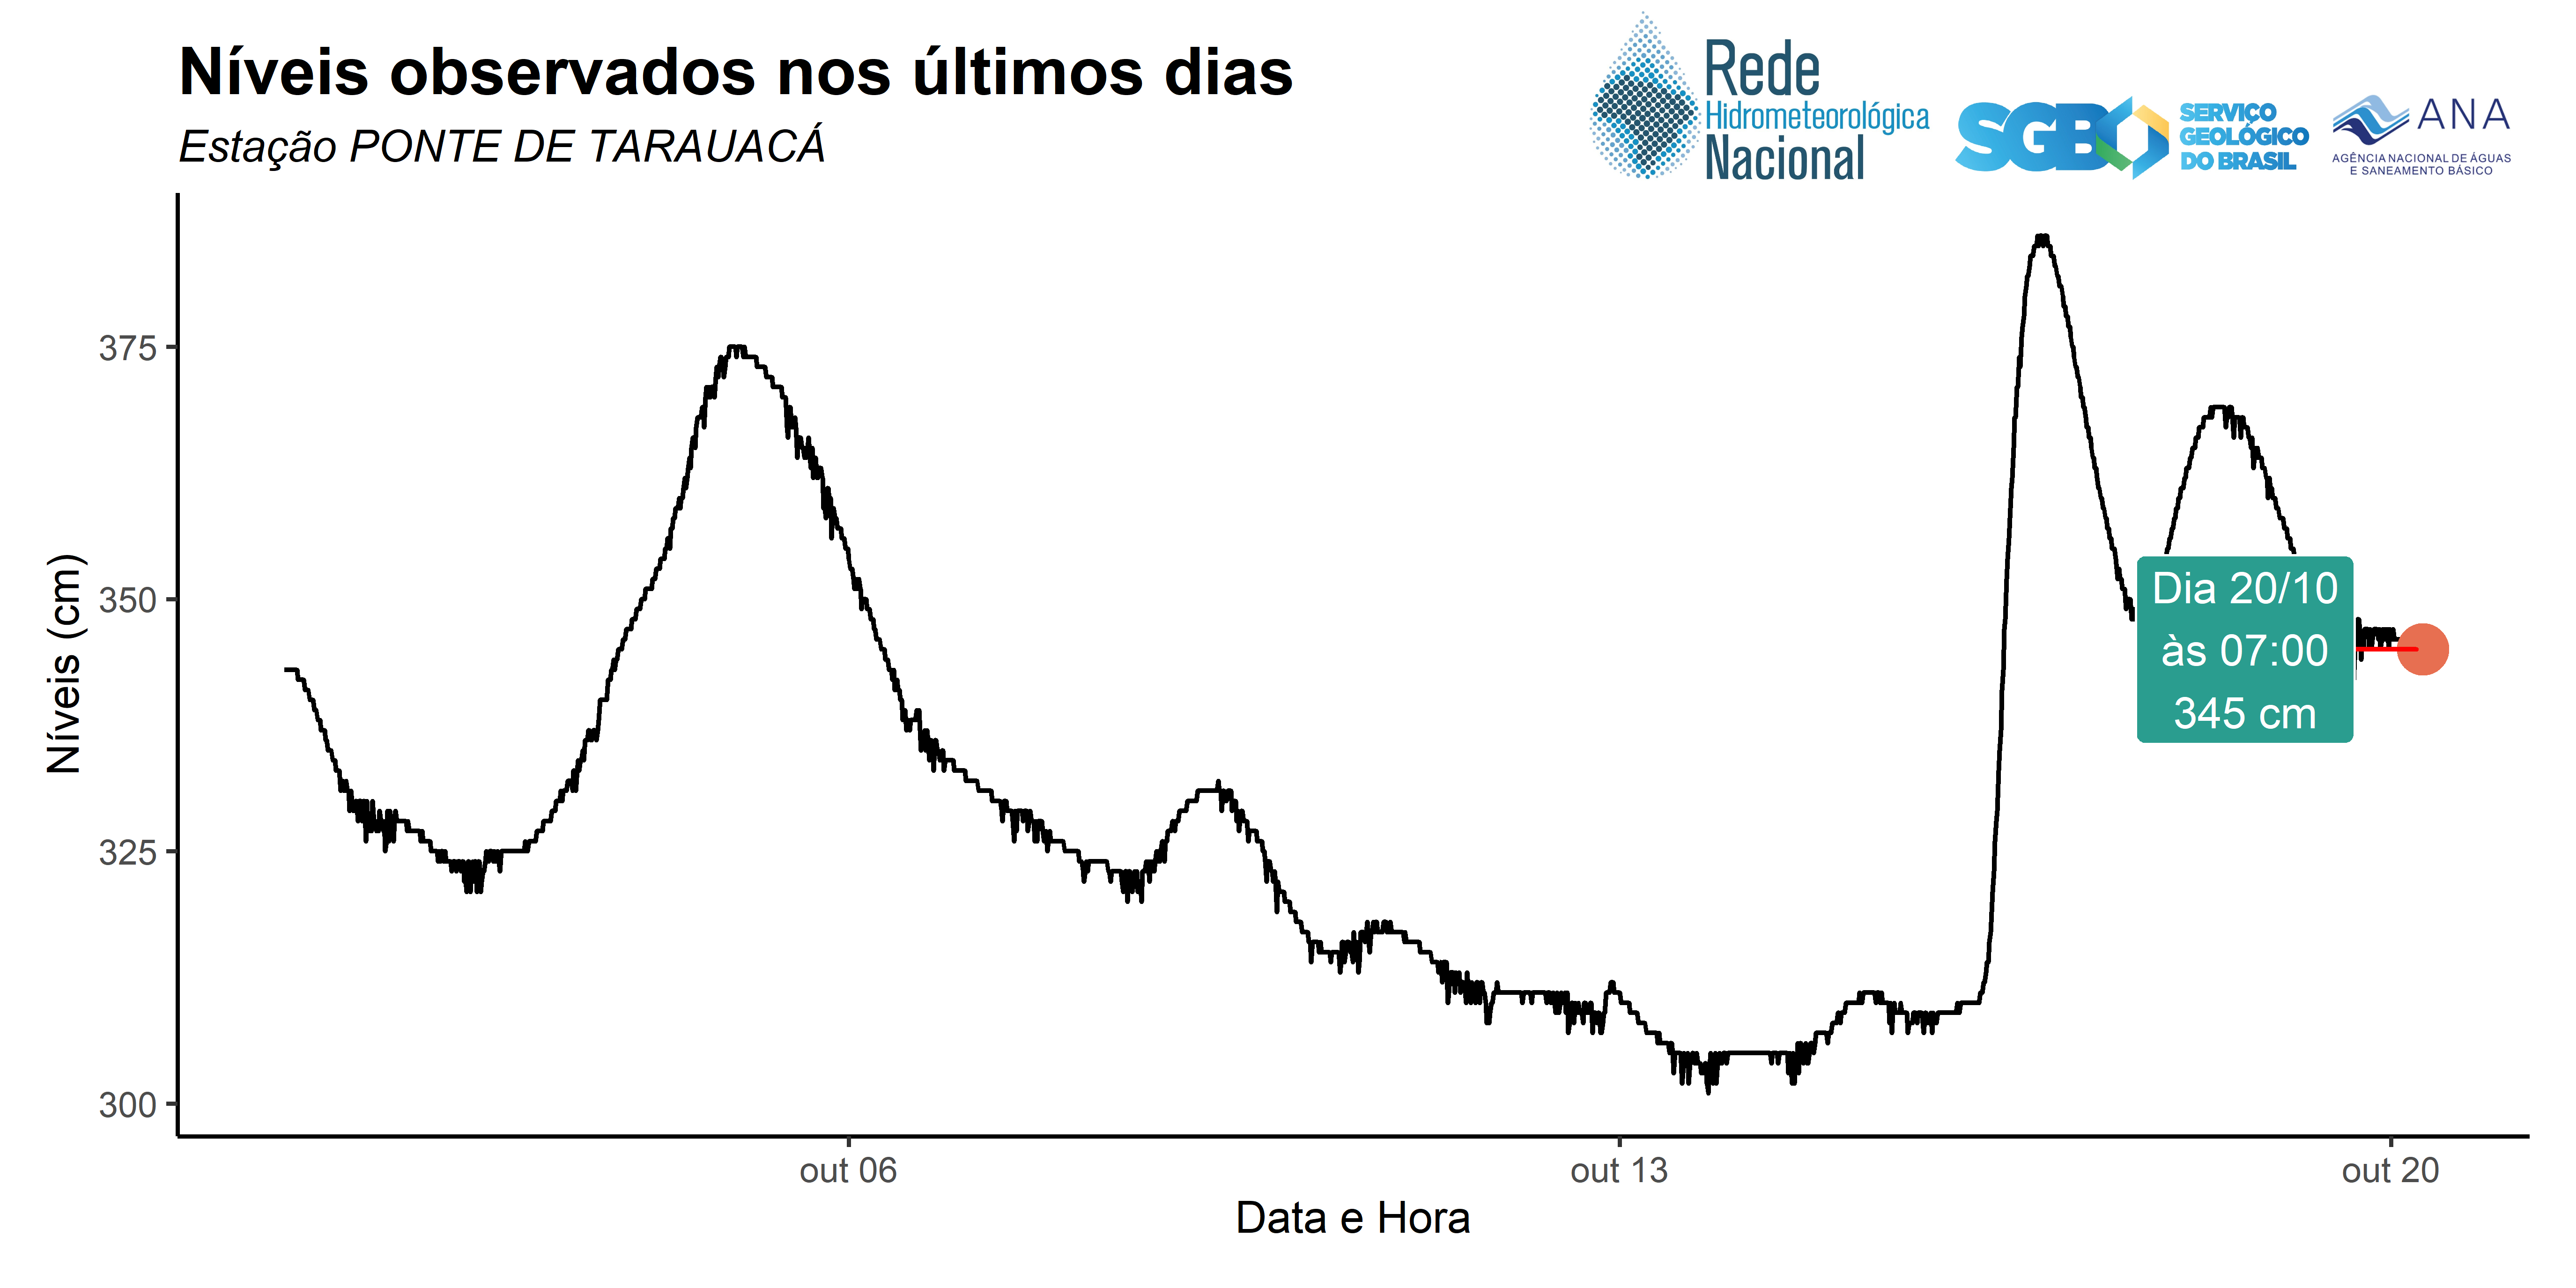 Níveis observados nos últimos dias
Estação PONTE DE TARAUACÁ
Rede
Hidrometeorológica
Nacional
SGB
SERVIÇO
GEOLÓGICO
DO BRASIL
ANA
AGÊNCIA NACIONAL DE ÁGUAS
E SANEAMENTO BÁSICO
Níveis (cm)
375
350
325
300
Dia 20/10
às 07:00
345 cm
out 06
out 13
out 20
Data e Hora